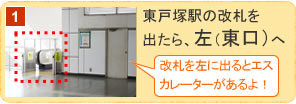 1
東戸塚駅の改札を
出たら、左（東口）へ
改札を左に出るとエス
カレーターがあるよ！